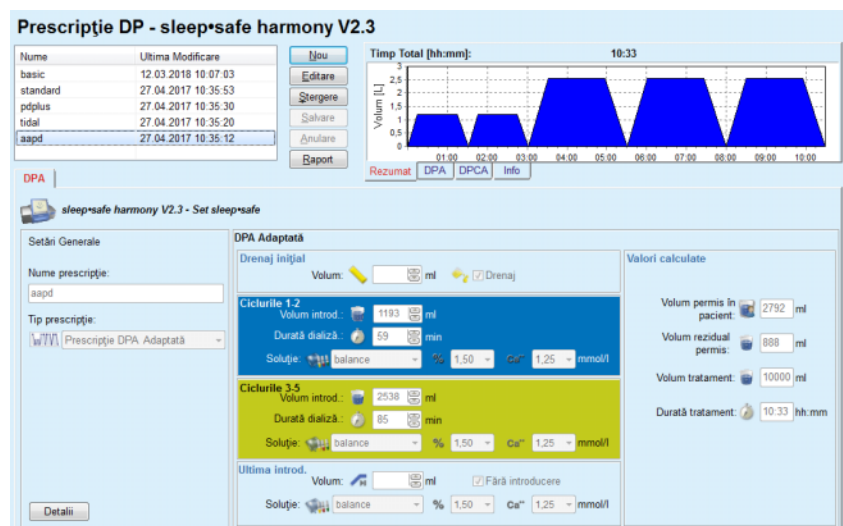 Prescripție DP - sleep•safe harmony V2.3
Nume Ultima Modificare
basic 12.03.2018 10:07:03
standard 27.04.2017 10:35:53
pdplus 27.04.2017 10:35:30
tidal 27.04.2017 10:35:20
aapd 27.04.2017 10:35:12
Nou
Editare
Stergere
Salvare
Anulare
Raport
Timp Total [hh:mm]: 10:33
Volum [L]
3
2,5
2
1,5
1
0,5
0
01:00 02:00 03:00 04:00 05:00 06:00 07:00 08:00 09:00 10:00
Rezumat DPA DPCA Info
DPA
sleep•safe harmony V2.3 - Set sleep•safe
Setări Generale
Nume prescripție:
aapd
Tip prescripție:
Prescripție DPA Adaptată
Detalii
DPA Adaptată
Drenaj inițial
Volum: ml Drenaj
Ciclurile 1-2
Volum introd.: 1193 ml
Durată dializă.: 59 min
Soluție: balance % 1,50 Ca++ 1,25 mmol/l
Ciclurile 3-5
Volum introd.: 2538 ml
Durată dializă.: 85 min
Soluție: balance % 1,50 Ca++ 1,25 mmol/l
Ultima introd.
Volum: ml Fără introducere
Soluție: balance % 1,50 Ca++ 1,25 mmol/l
Valori calculate
Volum permis în
pacient: 2792 ml
Volum rezidual
permis: 888 ml
Volum tratament: 10000 ml
Durată tratament: 10:33 hh:mm